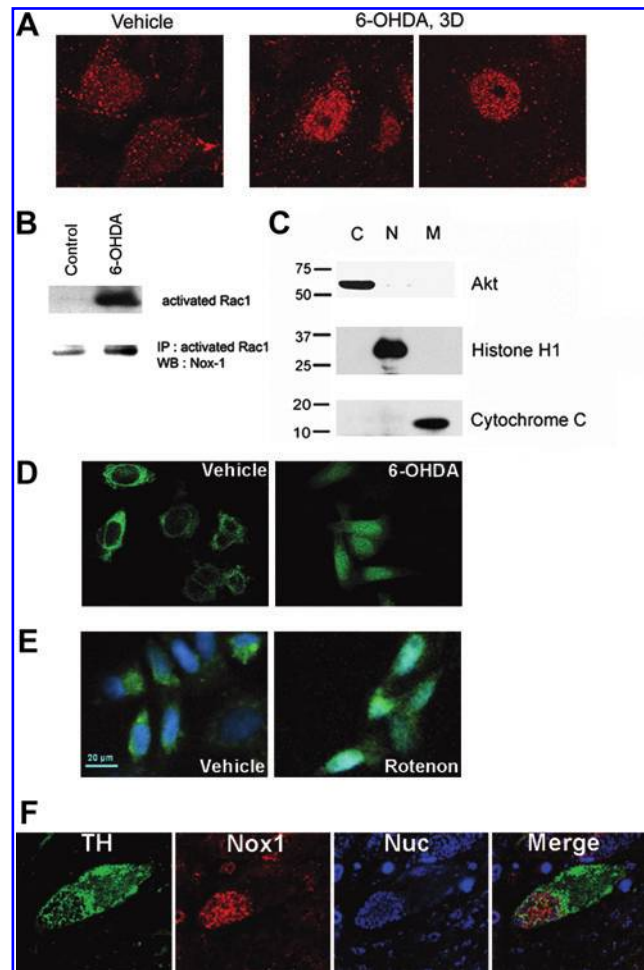 A
Vehicle
6-OHDA, 3D
B
Control
6-OHDA
activated Rac1
IP : activated Rac1
WB : Nox-1
C
C N M
75
50
Akt
37
25
Histone H1
20
10
Cytochrome C
D
Vehicle
6-OHDA
E
20 µm
Vehicle
Rotenon
F
TH
Nox1
Nuc
Merge